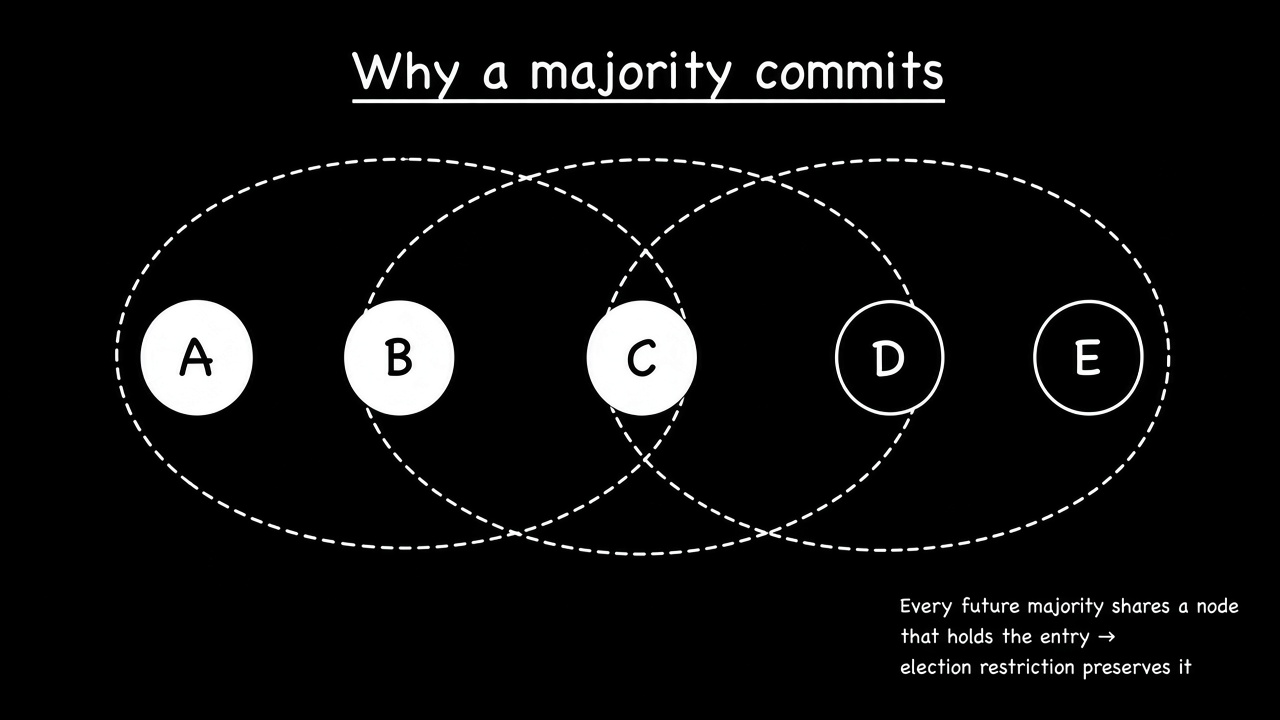 Why a majority commits
A
B
C
D
E
Every future majority shares a node
that holds the entry →
election restriction preserves it